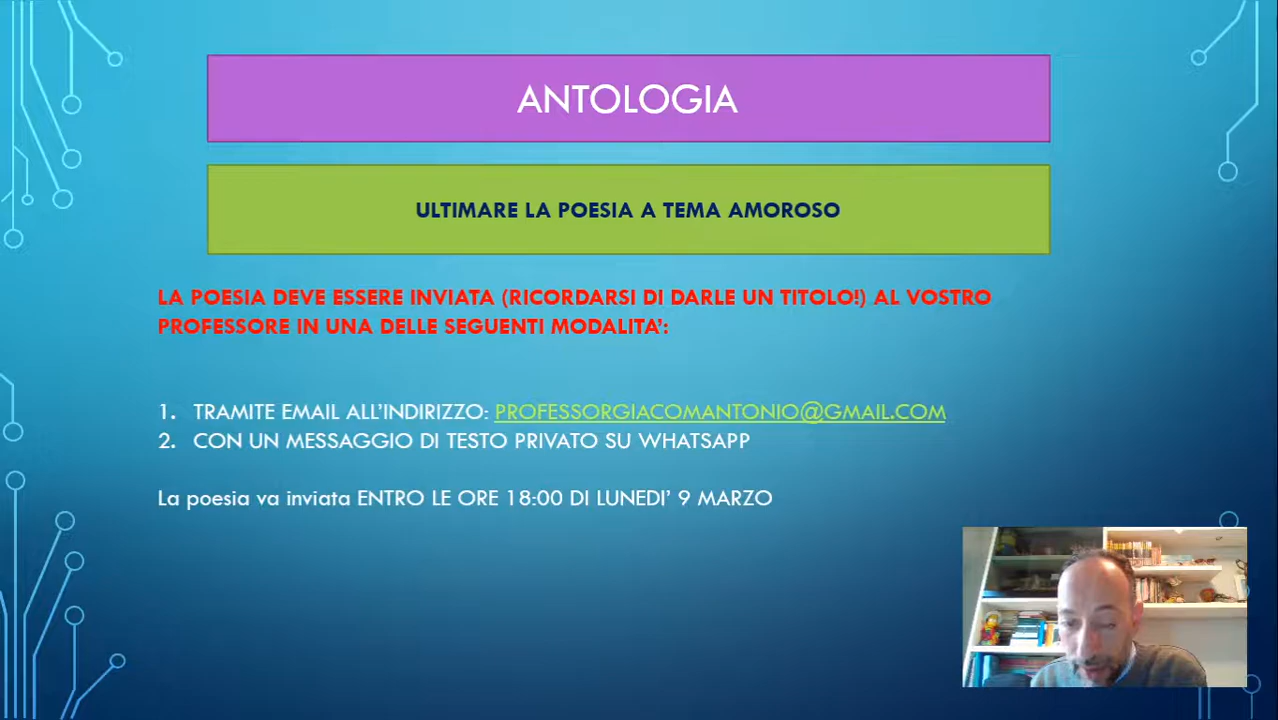 ANTOLOGIA
ULTIMARE LA POESIA A TEMA AMOROSO
LA POESIA DEVE ESSERE INVIATA (RICORDARSI DI DARLE UN TITOLO!) AL VOSTRO
PROFESSORE IN UNA DELLE SEGUENTI MODALITA':
1. TRAMITE EMAIL ALL'INDIRIZZO: PROFESSORGIACOMANTONIO@GMAIL.COM
2. CON UN MESSAGGIO DI TESTO PRIVATO SU WHATSAPP
La poesia va inviata ENTRO LE ORE 18:00 DI LUNEDI' 9 MARZO